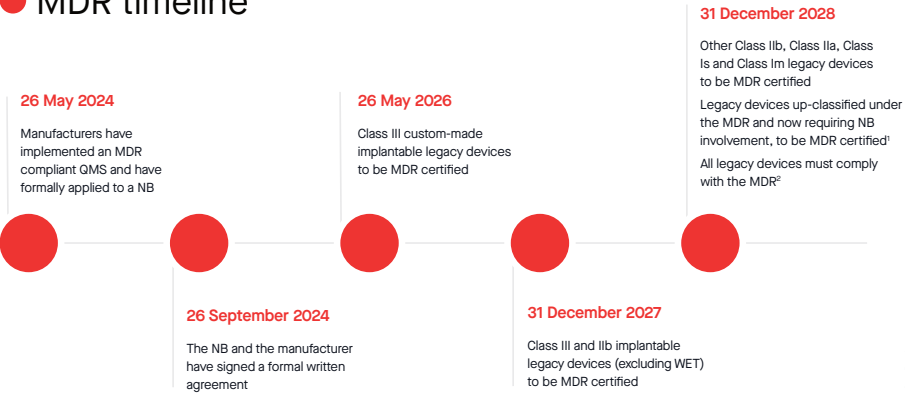 MDR timeline
26 May 2024
Manufacturers have
implemented an MDR
compliant QMS and have
formally applied to a NB
26 September 2024
The NB and the manufacturer
have signed a formal written
agreement
26 May 2026
Class III custom-made
implantable legacy devices
to be MDR certified
31 December 2027
Class III and IIb implantable
legacy devices (excluding WET)
to be MDR certified
31 December 2028
Other Class IIb, Class IIa, Class
Is and Class Im legacy devices
to be MDR certified
Legacy devices up-classified under
the MDR and now requiring NB
involvement, to be MDR certified¹
All legacy devices must comply
with the MDR²